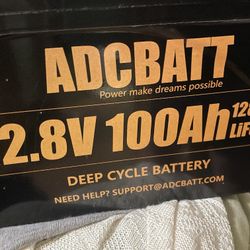 ADCBATT
Power make dreams possible
2.8V 100Ah
DEEP CYCLE BATTERY
NEED HELP? SUPPORT@ADCBATT.COM